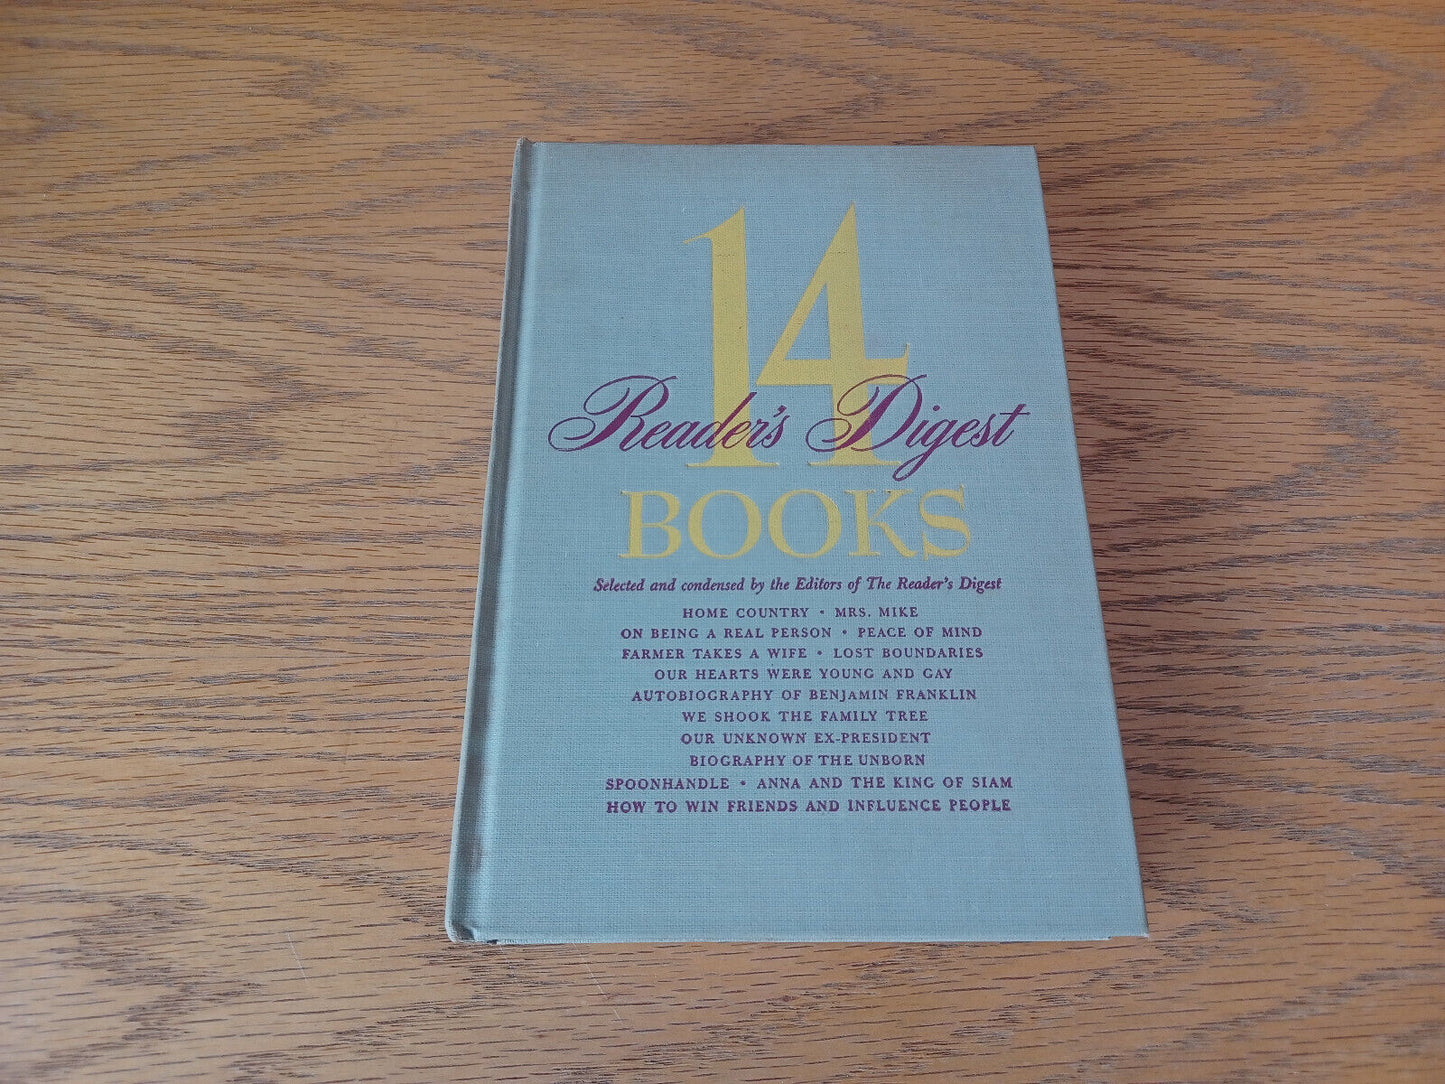 14
Reader's Digest
BOOKS
Selected and condensed by the Editors of The Reader's Digest
HOME COUNTRY • MRS. MIKE
ON BEING A REAL PERSON • PEACE OF MIND
FARMER TAKES A WIFE • LOST BOUNDARIES
OUR HEARTS WERE YOUNG AND GAY
AUTOBIOGRAPHY OF BENJAMIN FRANKLIN
WE SHOOK THE FAMILY TREE
OUR UNKNOWN EX-PRESIDENT
BIOGRAPHY OF THE UNBORN
SPOONHANDLE • ANNA AND THE KING OF SIAM
HOW TO WIN FRIENDS AND INFLUENCE PEOPLE